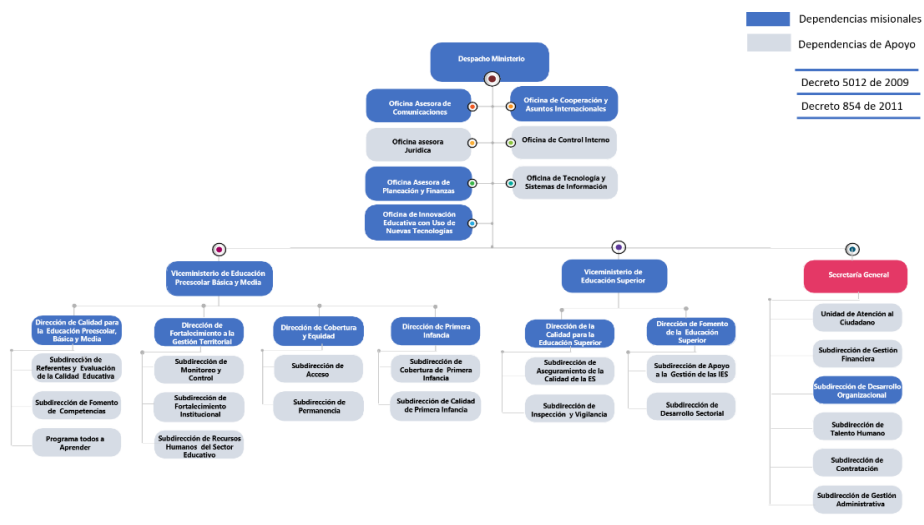 Dependencias misionales
Dependencias de Apoyo
Decreto 5012 de 2009
Decreto 854 de 2011
Despacho Ministerio
Oficina Asesora de
Comunicaciones
Oficina de Cooperación y
Asuntos Internacionales
Oficina asesora
Jurídica
Oficina de Control Interno
Oficina Asesora de
Planeación y Finanzas
Oficina de Tecnología y
Sistemas de Información
Oficina de Innovación
Educativa con Uso de
Nuevas Tecnologías
Viceministerio de Educación
Preescolar Básica y Media
Viceministerio de
Educación Superior
Secretaría General
Dirección de Calidad para
la Educación Preescolar,
Básica y Media
Subdirección de
Referentes y Evaluación
de la Calidad Educativa
Subdirección de Fomento
de Competencias
Programa todos a
Aprender
Dirección de
Fortalecimiento a la
Gestión Territorial
Subdirección de
Monitoreo y
Control
Subdirección de
Fortalecimiento
Institucional
Subdirección de Recursos
Humanos del Sector
Educativo
Dirección de Cobertura
y Equidad
Subdirección de
Acceso
Subdirección de
Permanencia
Dirección de Primera
Infancia
Subdirección de
Cobertura de Primera
Infancia
Subdirección de Calidad
de Primera Infancia
Dirección de la
Calidad para la
Educación Superior
Subdirección de
Aseguramiento de la
Calidad de la ES
Subdirección de
Inspección y Vigilancia
Dirección de Fomento
de la Educación
Superior
Subdirección de Apoyo
a la Gestión de las IES
Subdirección de
Desarrollo Sectorial
Unidad de Atención al
Ciudadano
Subdirección de Gestión
Financiera
Subdirección de Desarrollo
Organizacional
Subdirección de
Talento Humano
Subdirección de
Contratación
Subdirección de Gestión
Administrativa